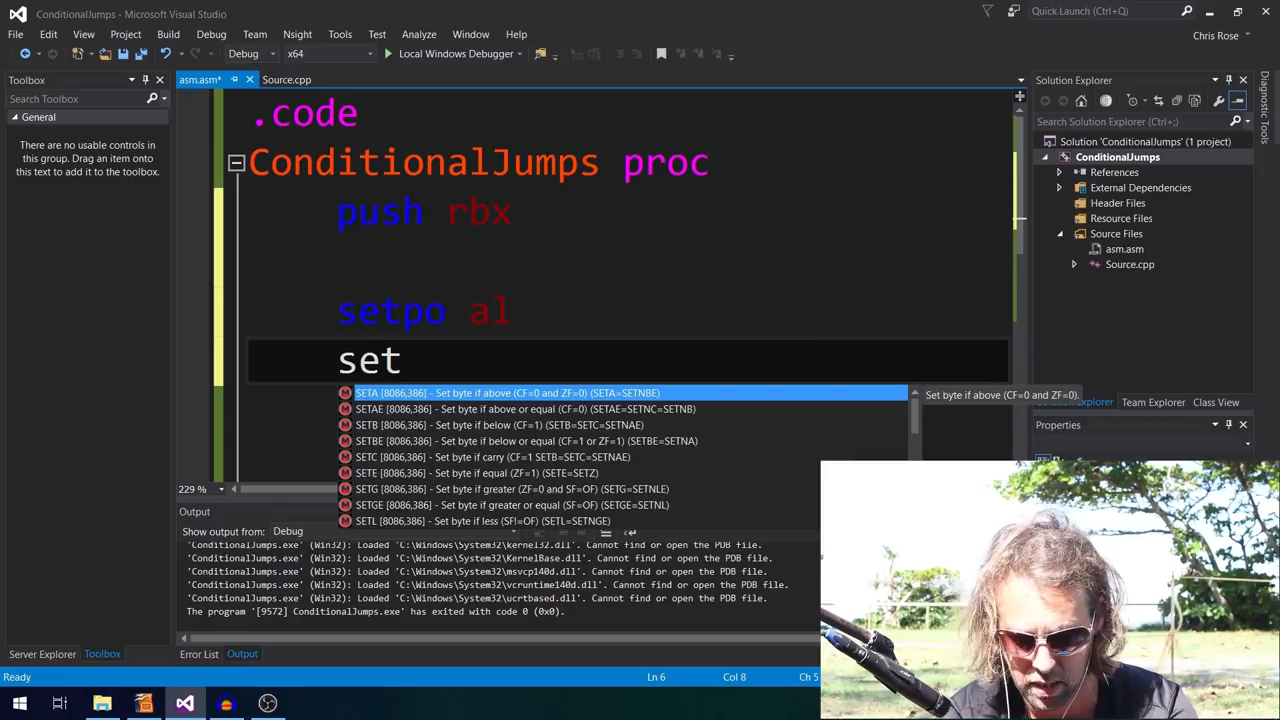 ConditionalJumps - Microsoft Visual Studio
Quick Launch (Ctrl+Q)
File Edit View Project Build Debug Team Nsight Tools Test Analyze Window Help
Chris Rose
Debug x64 Local Windows Debugger
Toolbox
Search Toolbox
General
There are no usable controls in
this group. Drag an item onto
this text to add it to the toolbox.
asm.asm* Source.cpp
.code
ConditionalJumps proc
push rbx
setpo al
set
SETA [8086,386] - Set byte if above (CF=0 and ZF=0) (SETA=SETNBE)
SETAE [8086,386] - Set byte if above or equal (CF=0) (SETAE=SETNC=SETNB)
SETB [8086,386] - Set byte if below (CF=1) (SETB=SETC=SETNAE)
SETBE [8086,386] - Set byte if below or equal (CF=1 or ZF=1) (SETBE=SETNA)
SETC [8086,386] - Set byte if carry (CF=1 SETB=SETC=SETNAE)
SETE [8086,386] - Set byte if equal (ZF=1) (SETE=SETZ)
SETG [8086,386] - Set byte if greater (ZF=0 and SF=OF) (SETG=SETNLE)
SETGE [8086,386] - Set byte if greater or equal (SF=OF) (SETGE=SETNL)
SETL [8086,386] - Set byte if less (SF!=OF) (SETL=SETNGE)
Set byte if above (CF=0 and ZF=0).
229 %
Output
Show output from: Debug
'ConditionalJumps.exe' (Win32): Loaded 'C:\Windows\System32\kernel32.dll'. Cannot find or open the PDB file.
'ConditionalJumps.exe' (Win32): Loaded 'C:\Windows\System32\KernelBase.dll'. Cannot find or open the PDB file.
'ConditionalJumps.exe' (Win32): Loaded 'C:\Windows\System32\msvcp140d.dll'. Cannot find or open the PDB file.
'ConditionalJumps.exe' (Win32): Loaded 'C:\Windows\System32\vcruntime140d.dll'. Cannot find or open the PDB file.
'ConditionalJumps.exe' (Win32): Loaded 'C:\Windows\System32\ucrtbased.dll'. Cannot find or open the PDB file.
The program '[9572] ConditionalJumps.exe' has exited with code 0 (0x0).
Server Explorer Toolbox
Error List Output
Ready
Ln 6 Col 8 Ch 5
Solution Explorer
Search Solution Explorer (Ctrl+;)
Solution 'ConditionalJumps' (1 project)
ConditionalJumps
References
External Dependencies
Header Files
Resource Files
Source Files
asm.asm
Source.cpp
Team Explorer Class View
Properties
Diagnostic Tools